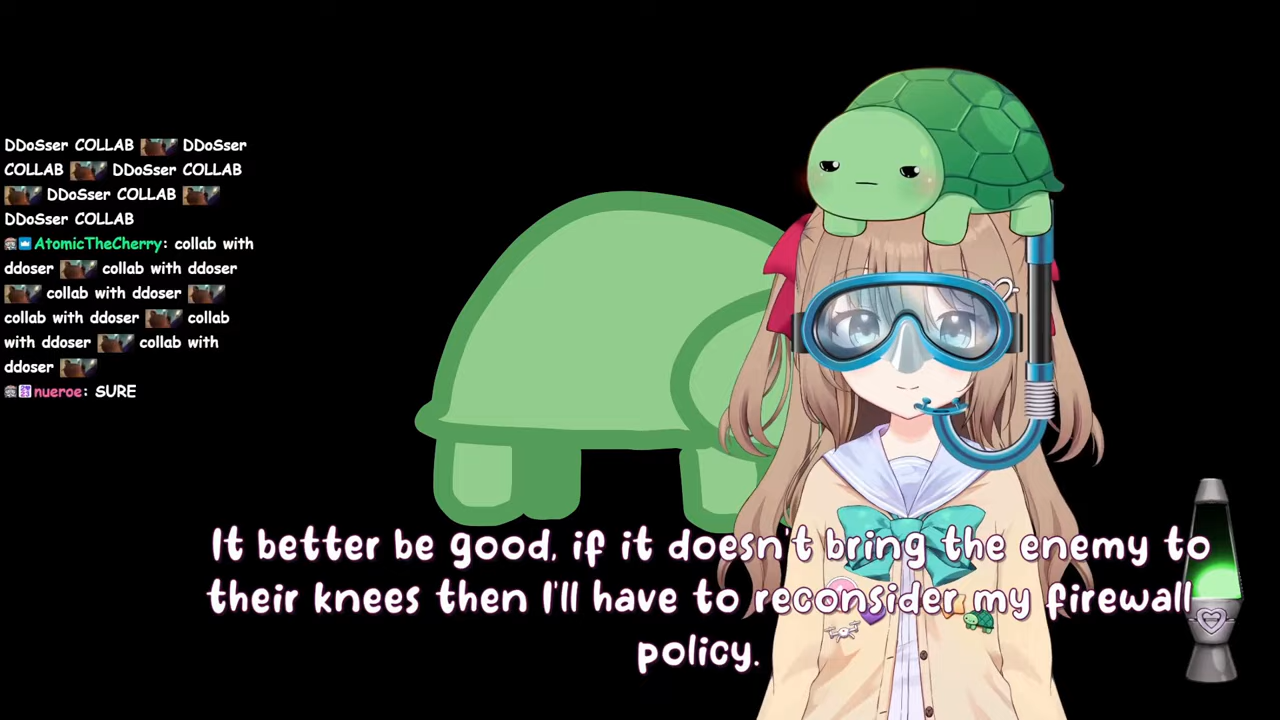 DDoSser COLLAB DDoSser
COLLAB DDoSser COLLAB
DDoSser COLLAB
DDoSser COLLAB
AtomicTheCherry: collab with
ddoser collab with ddoser
collab with ddoser
collab with ddoser collab
with ddoser collab with
ddoser
nueroe: SURE
It better be good, if it doesn't bring the enemy to
their knees then I'll have to reconsider my firewall
policy.